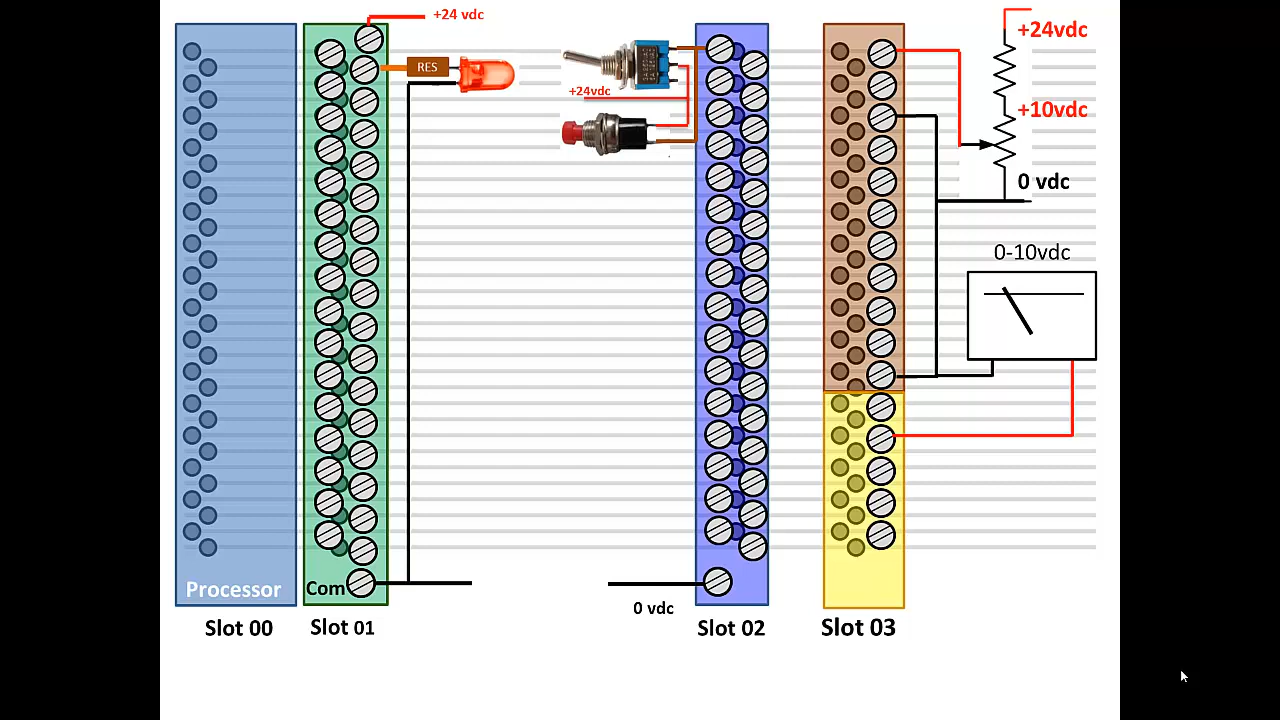 +24 vdc
+24vdc
RES
+24vdc
+10vdc
0 vdc
0-10vdc
Processor
Com
0 vdc
Slot 00
Slot 01
Slot 02
Slot 03